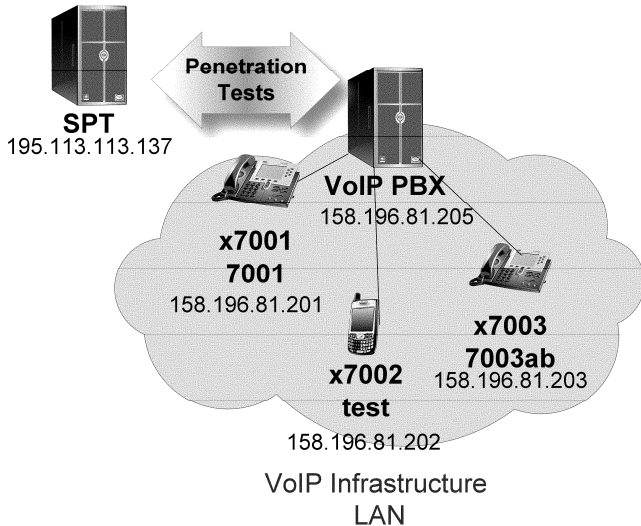 Penetration
Tests
SPT
195.113.113.137
VoIP PBX
158.196.81.205
x7001
7001
158.196.81.201
x7002
test
158.196.81.202
x7003
7003ab
158.196.81.203
VoIP Infrastructure
LAN